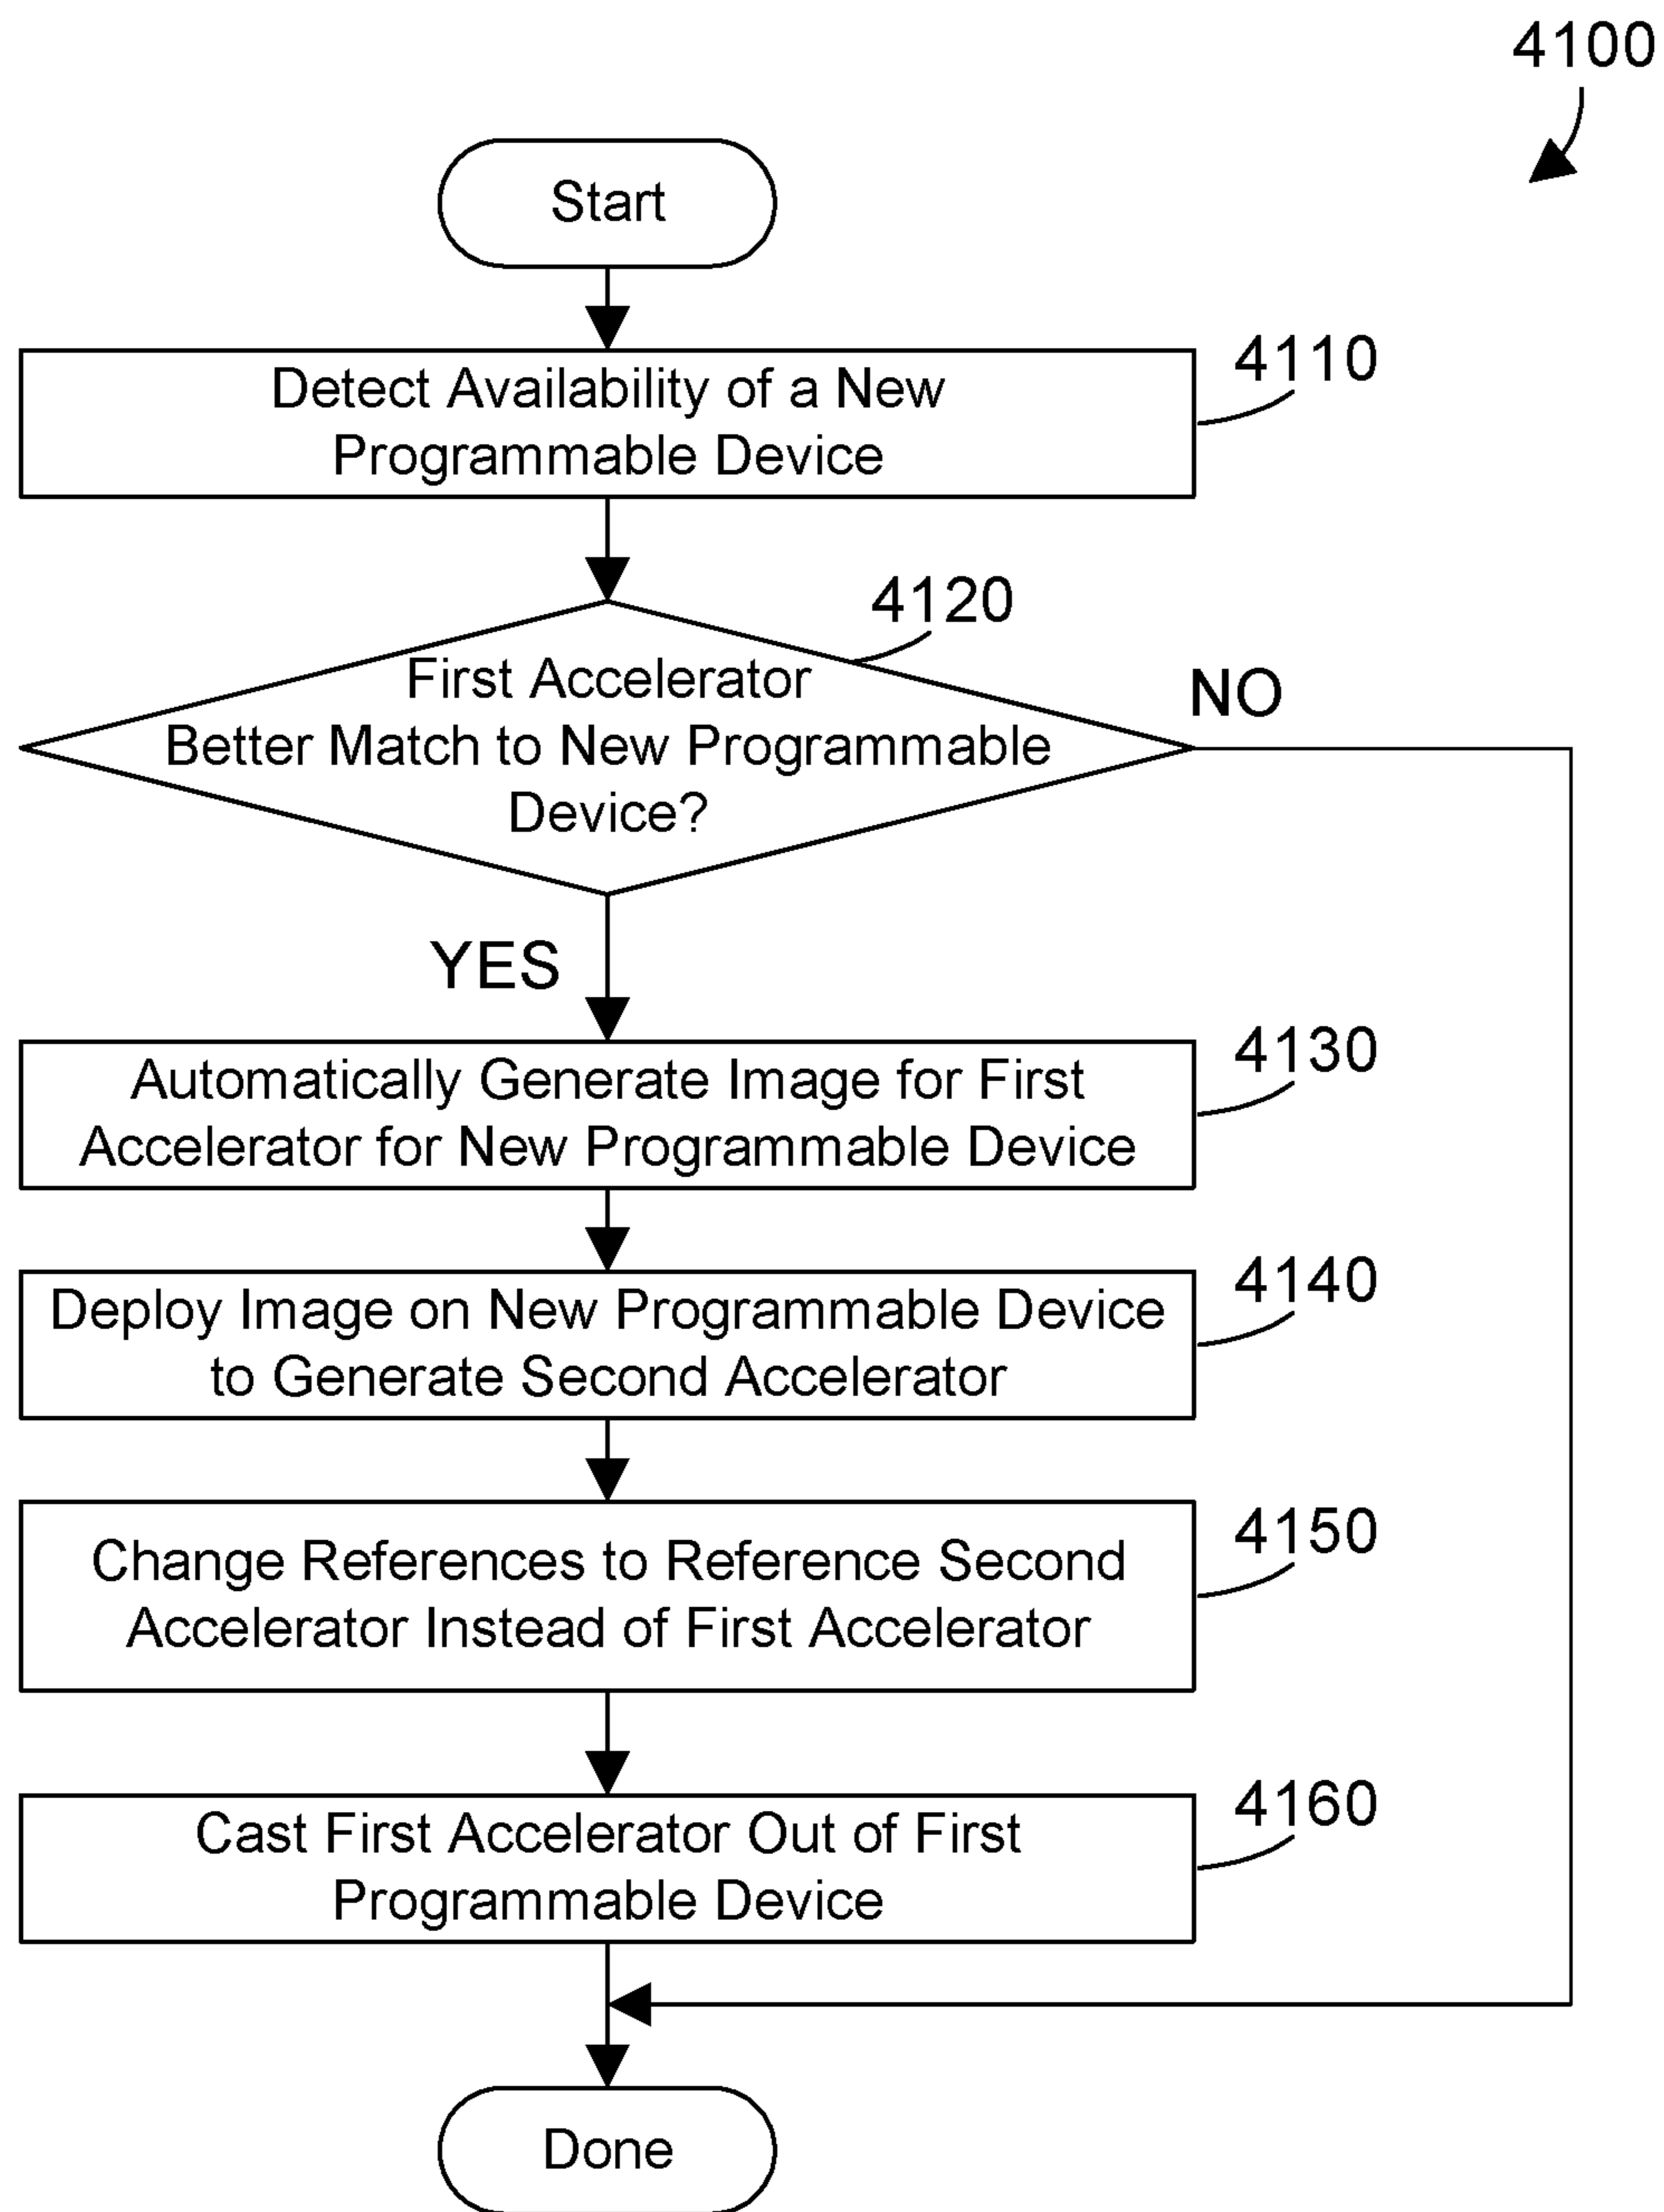 4100
Start
Detect Availability of a New
Programmable Device
4110
4120
First Accelerator
Better Match to New Programmable
Device?
NO
YES
Automatically Generate Image for First
Accelerator for New Programmable Device
4130
Deploy Image on New Programmable Device
to Generate Second Accelerator
4140
Change References to Reference Second
Accelerator Instead of First Accelerator
4150
Cast First Accelerator Out of First
Programmable Device
4160
Done